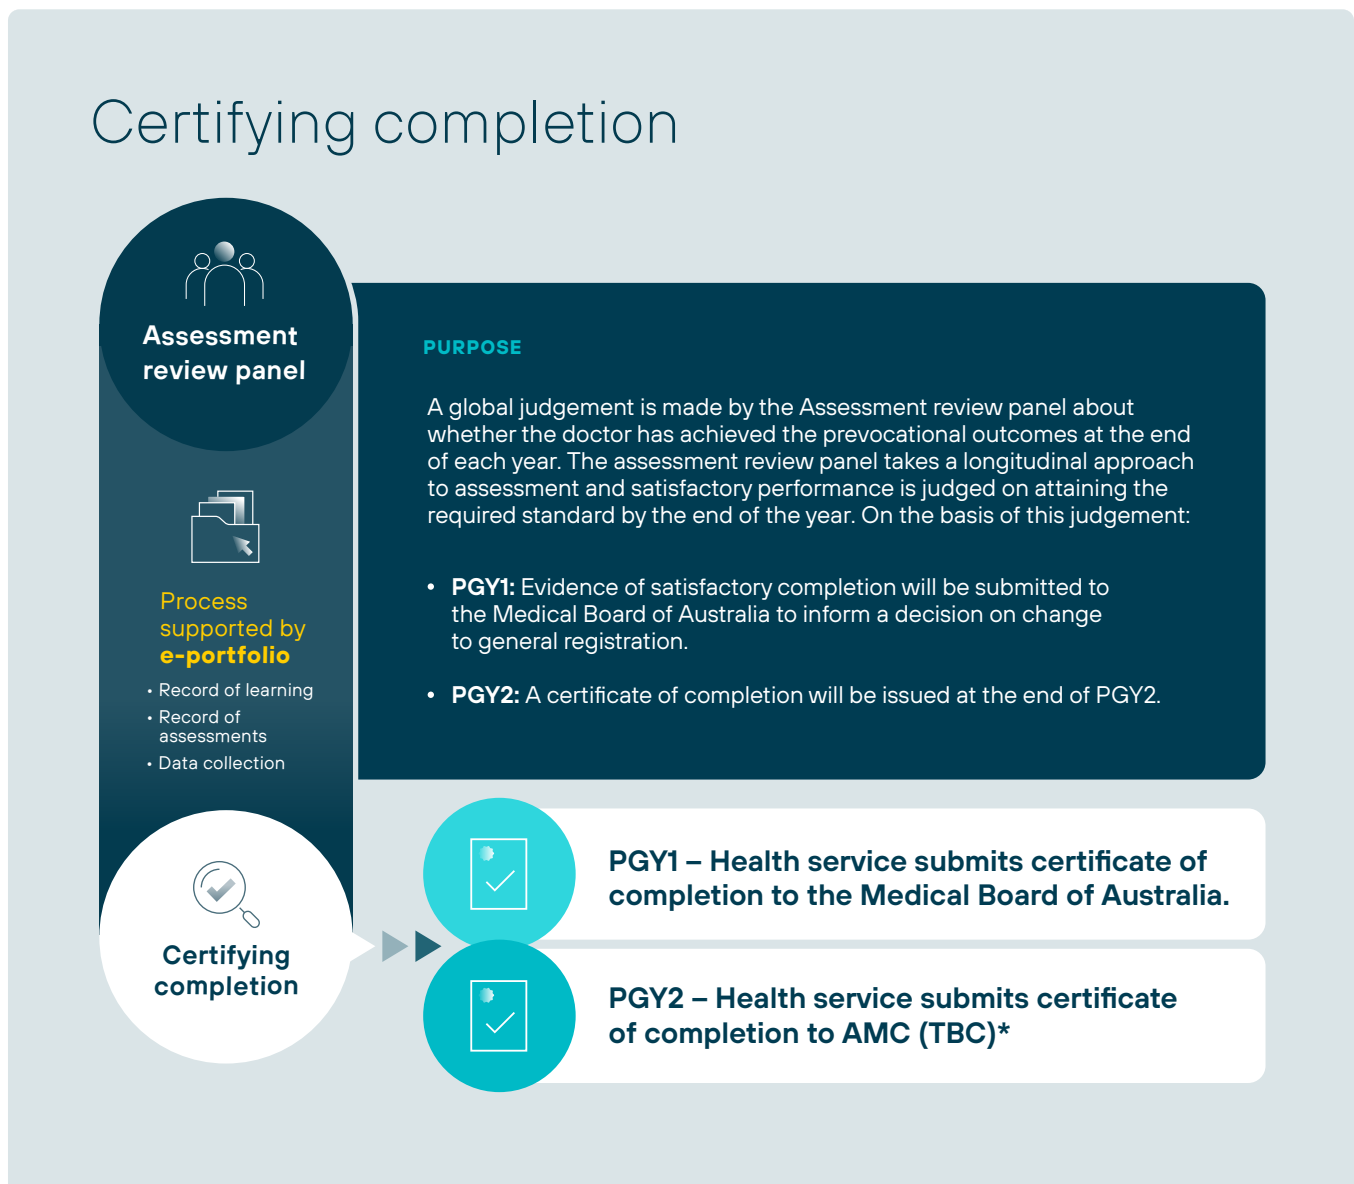 Certifying completion
Assessment
review panel
Process
supported by
e-portfolio
• Record of learning
• Record of
assessments
• Data collection
Certifying
completion
PURPOSE
A global judgement is made by the Assessment review panel about
whether the doctor has achieved the prevocational outcomes at the end
of each year. The assessment review panel takes a longitudinal approach
to assessment and satisfactory performance is judged on attaining the
required standard by the end of the year. On the basis of this judgement:
• PGY1: Evidence of satisfactory completion will be submitted to
the Medical Board of Australia to inform a decision on change
to general registration.
• PGY2: A certificate of completion will be issued at the end of PGY2.
PGY1 – Health service submits certificate of
completion to the Medical Board of Australia.
PGY2 – Health service submits certificate
of completion to AMC (TBC)*